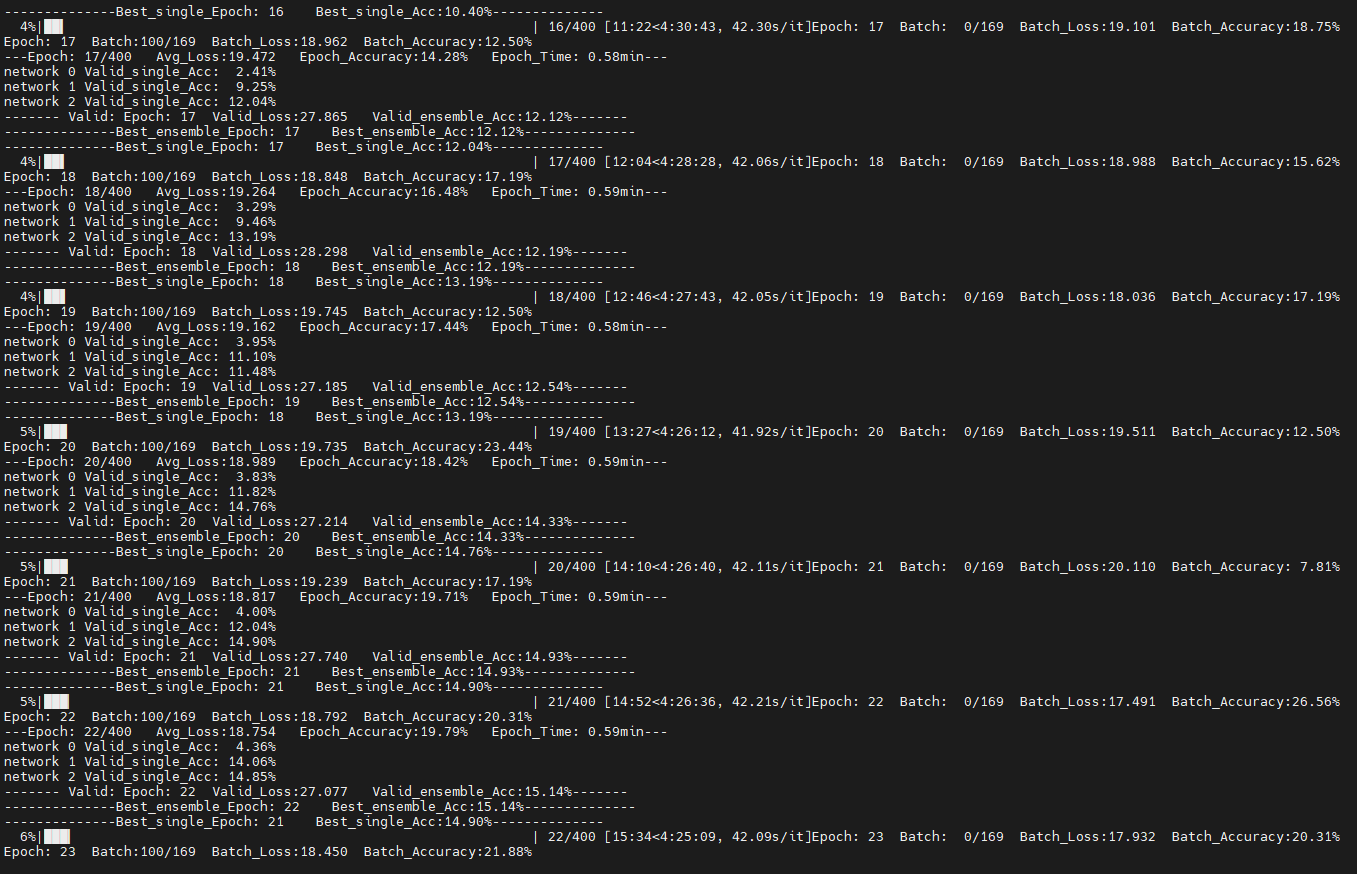 --------------Best_single_Epoch: 16    Best_single_Acc:10.40%--------------
  4%|██▌ | 16/400 [11:22<4:30:43, 42.30s/it]Epoch: 17  Batch:  0/169  Batch_Loss:19.101  Batch_Accuracy:18.75%
Epoch: 17  Batch:100/169  Batch_Loss:18.962  Batch_Accuracy:12.50%
---Epoch: 17/400   Avg_Loss:19.472   Epoch_Accuracy:14.28%   Epoch_Time: 0.58min---
network 0 Valid_single_Acc:  2.41%
network 1 Valid_single_Acc:  9.25%
network 2 Valid_single_Acc: 12.04%
------- Valid: Epoch: 17  Valid_Loss:27.865   Valid_ensemble_Acc:12.12%-------
--------------Best_ensemble_Epoch: 17    Best_ensemble_Acc:12.12%--------------
--------------Best_single_Epoch: 17    Best_single_Acc:12.04%--------------
  4%|██▌ | 17/400 [12:04<4:28:28, 42.06s/it]Epoch: 18  Batch:  0/169  Batch_Loss:18.988  Batch_Accuracy:15.62%
Epoch: 18  Batch:100/169  Batch_Loss:18.848  Batch_Accuracy:17.19%
---Epoch: 18/400   Avg_Loss:19.264   Epoch_Accuracy:16.48%   Epoch_Time: 0.59min---
network 0 Valid_single_Acc:  3.29%
network 1 Valid_single_Acc:  9.46%
network 2 Valid_single_Acc: 13.19%
------- Valid: Epoch: 18  Valid_Loss:28.298   Valid_ensemble_Acc:12.19%-------
--------------Best_ensemble_Epoch: 18    Best_ensemble_Acc:12.19%--------------
--------------Best_single_Epoch: 18    Best_single_Acc:13.19%--------------
  4%|██▊ | 18/400 [12:46<4:27:43, 42.05s/it]Epoch: 19  Batch:  0/169  Batch_Loss:18.036  Batch_Accuracy:17.19%
Epoch: 19  Batch:100/169  Batch_Loss:19.745  Batch_Accuracy:12.50%
---Epoch: 19/400   Avg_Loss:19.162   Epoch_Accuracy:17.44%   Epoch_Time: 0.58min---
network 0 Valid_single_Acc:  3.95%
network 1 Valid_single_Acc: 11.10%
network 2 Valid_single_Acc: 11.48%
------- Valid: Epoch: 19  Valid_Loss:27.185   Valid_ensemble_Acc:12.54%-------
--------------Best_ensemble_Epoch: 19    Best_ensemble_Acc:12.54%--------------
--------------Best_single_Epoch: 18    Best_single_Acc:13.19%--------------
  5%|██▉ | 19/400 [13:27<4:26:12, 41.92s/it]Epoch: 20  Batch:  0/169  Batch_Loss:19.511  Batch_Accuracy:12.50%
Epoch: 20  Batch:100/169  Batch_Loss:19.735  Batch_Accuracy:23.44%
---Epoch: 20/400   Avg_Loss:18.989   Epoch_Accuracy:18.42%   Epoch_Time: 0.59min---
network 0 Valid_single_Acc:  3.83%
network 1 Valid_single_Acc: 11.82%
network 2 Valid_single_Acc: 14.76%
------- Valid: Epoch: 20  Valid_Loss:27.214   Valid_ensemble_Acc:14.33%-------
--------------Best_ensemble_Epoch: 20    Best_ensemble_Acc:14.33%--------------
--------------Best_single_Epoch: 20    Best_single_Acc:14.76%--------------
  5%|███ | 20/400 [14:10<4:26:40, 42.11s/it]Epoch: 21  Batch:  0/169  Batch_Loss:20.110  Batch_Accuracy: 7.81%
Epoch: 21  Batch:100/169  Batch_Loss:19.239  Batch_Accuracy:17.19%
---Epoch: 21/400   Avg_Loss:18.817   Epoch_Accuracy:19.71%   Epoch_Time: 0.59min---
network 0 Valid_single_Acc:  4.00%
network 1 Valid_single_Acc: 12.04%
network 2 Valid_single_Acc: 14.90%
------- Valid: Epoch: 21  Valid_Loss:27.740   Valid_ensemble_Acc:14.93%-------
--------------Best_ensemble_Epoch: 21    Best_ensemble_Acc:14.93%--------------
--------------Best_single_Epoch: 21    Best_single_Acc:14.90%--------------
  5%|███▏ | 21/400 [14:52<4:26:36, 42.21s/it]Epoch: 22  Batch:  0/169  Batch_Loss:17.491  Batch_Accuracy:26.56%
Epoch: 22  Batch:100/169  Batch_Loss:18.792  Batch_Accuracy:20.31%
---Epoch: 22/400   Avg_Loss:18.754   Epoch_Accuracy:19.79%   Epoch_Time: 0.59min---
network 0 Valid_single_Acc:  4.36%
network 1 Valid_single_Acc: 14.06%
network 2 Valid_single_Acc: 14.85%
------- Valid: Epoch: 22  Valid_Loss:27.077   Valid_ensemble_Acc:15.14%-------
--------------Best_ensemble_Epoch: 22    Best_ensemble_Acc:15.14%--------------
--------------Best_single_Epoch: 21    Best_single_Acc:14.90%--------------
  6%|███▍ | 22/400 [15:34<4:25:09, 42.09s/it]Epoch: 23  Batch:  0/169  Batch_Loss:17.932  Batch_Accuracy:20.31%
Epoch: 23  Batch:100/169  Batch_Loss:18.450  Batch_Accuracy:21.88%